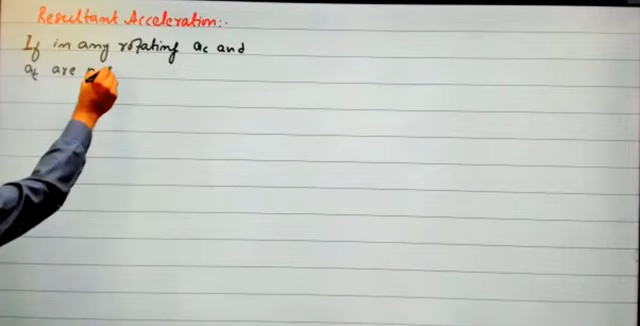 Resultant Acceleration:-
If in any rotating ac and
at are